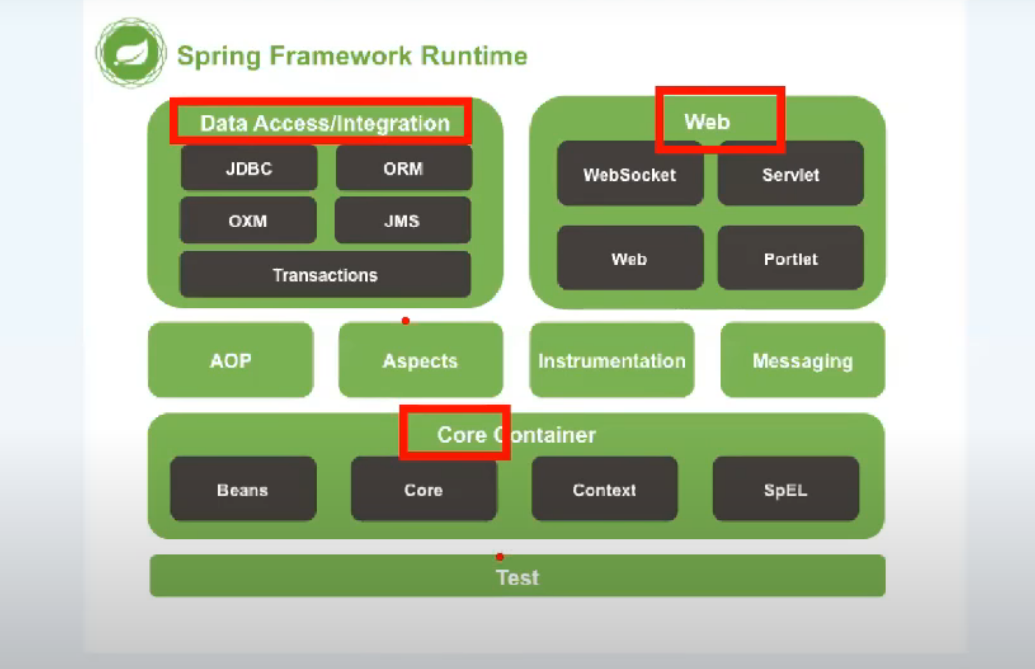 Spring Framework Runtime
Data Access/Integration
JDBC
ORM
OXM
JMS
Transactions
Web
WebSocket
Servlet
Web
Portlet
AOP
Aspects
Instrumentation
Messaging
Core Container
Beans
Core
Context
SpEL
Test